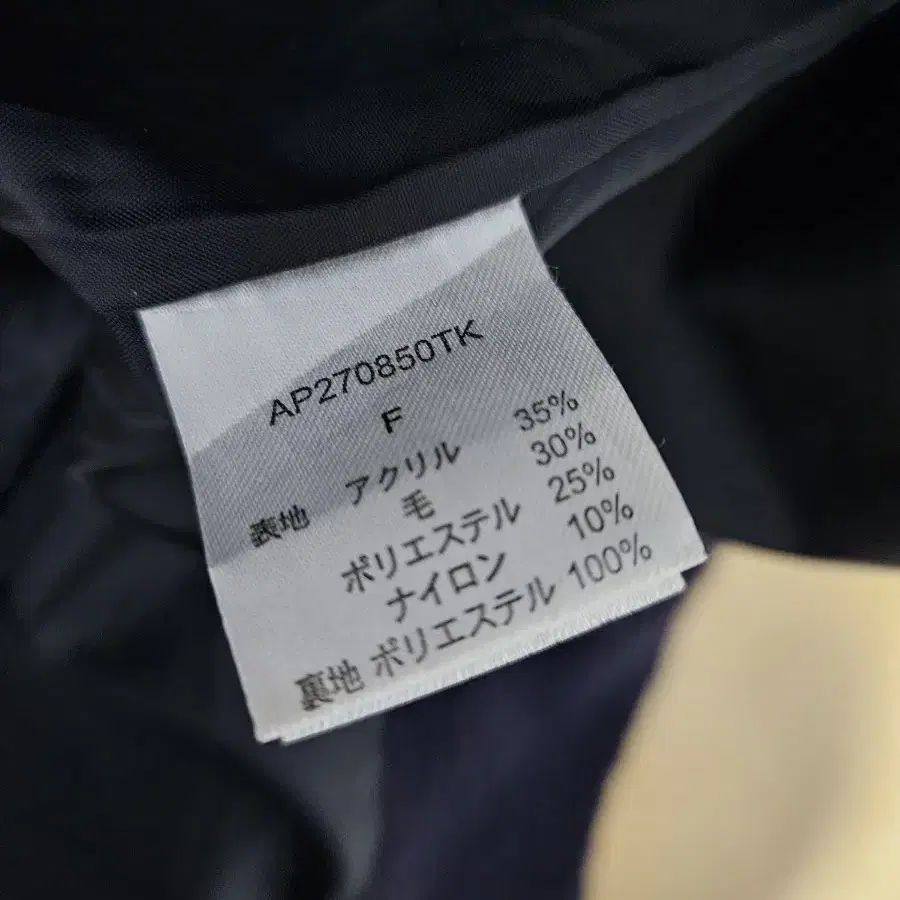 AP270850TK
F
表地 アクリル 35%
毛 30%
ポリエステル 25%
ナイロン 10%
裏地 ポリエステル 100%